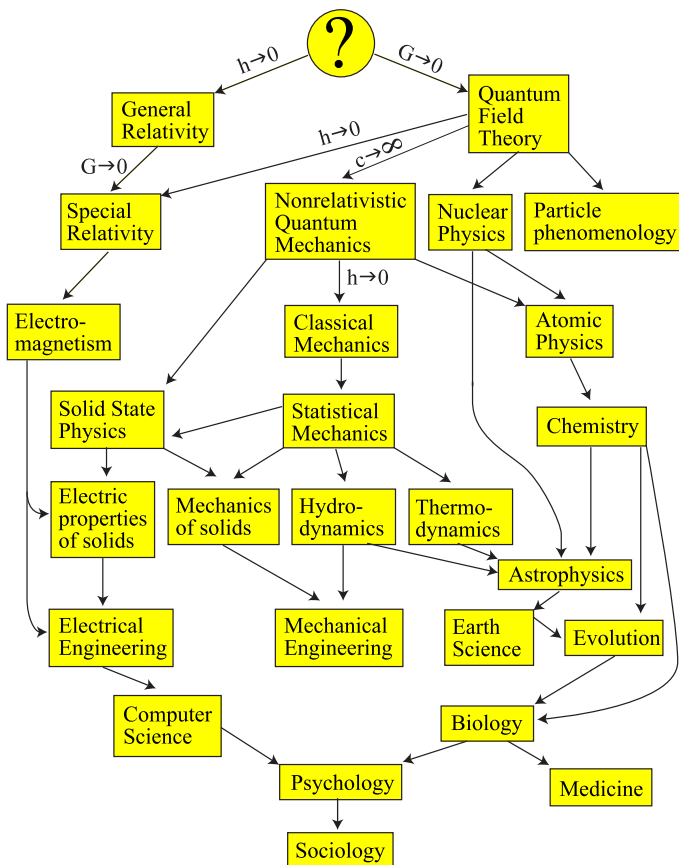 ?
h→0
G→0
General
Relativity
Quantum
Field
Theory
h→0
c→∞
G→0
Special
Relativity
Nonrelativistic
Quantum
Mechanics
Nuclear
Physics
Particle
phenomenology
h→0
Electro-
magnetism
Classical
Mechanics
Atomic
Physics
Solid State
Physics
Statistical
Mechanics
Chemistry
Electric
properties
of solids
Mechanics
of solids
Hydro-
dynamics
Thermo-
dynamics
Astrophysics
Electrical
Engineering
Mechanical
Engineering
Earth
Science
Evolution
Computer
Science
Biology
Psychology
Medicine
Sociology